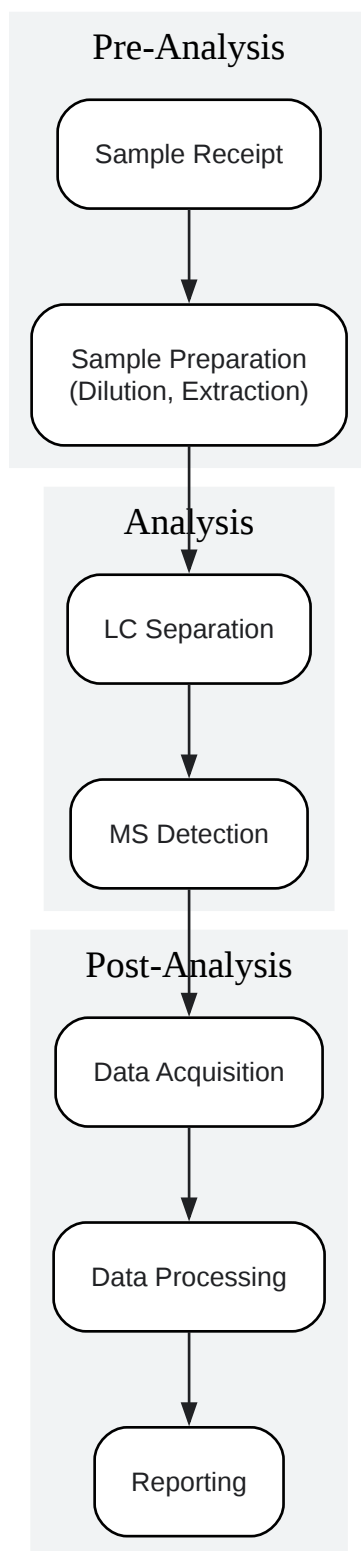 Pre-Analysis
Sample Receipt
Sample Preparation
(Dilution, Extraction)
Analysis
LC Separation
MS Detection
Post-Analysis
Data Acquisition
Data Processing
Reporting